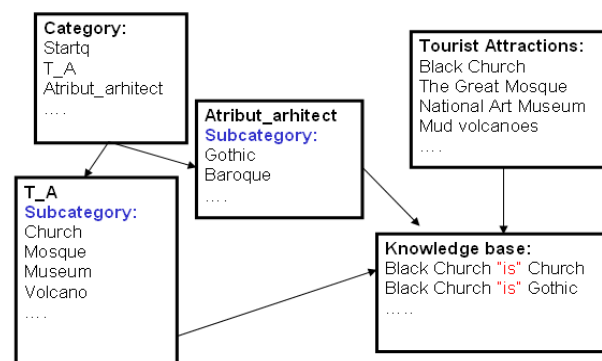 Category:
Startq
T_A
Atribut_arhitect
....
Tourist Attractions:
Black Church
The Great Mosque
National Art Museum
Mud volcanoes
....
Atribut_arhitect
Subcategory:
Gothic
Baroque
....
T_A
Subcategory:
Church
Mosque
Museum
Volcano
....
Knowledge base:
Black Church "is" Church
Black Church "is" Gothic
.....